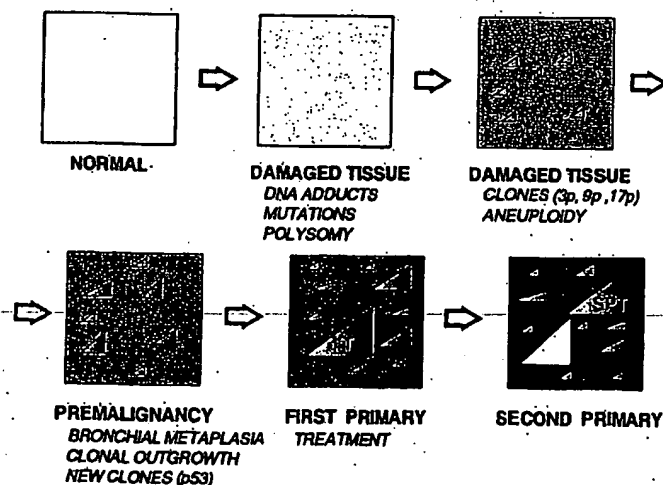 NORMAL
DAMAGED TISSUE
DNA ADDUCTS
MUTATIONS
POLYSOMY
DAMAGED TISSUE
CLONES (3p, 9p, 17p)
ANEUPLOIDY
PREMALIGNANCY
BRONCHIAL METAPLASIA
CLONAL OUTGROWTH
NEW CLONES (p53)
FIRST PRIMARY
TREATMENT
SPT
SECOND PRIMARY